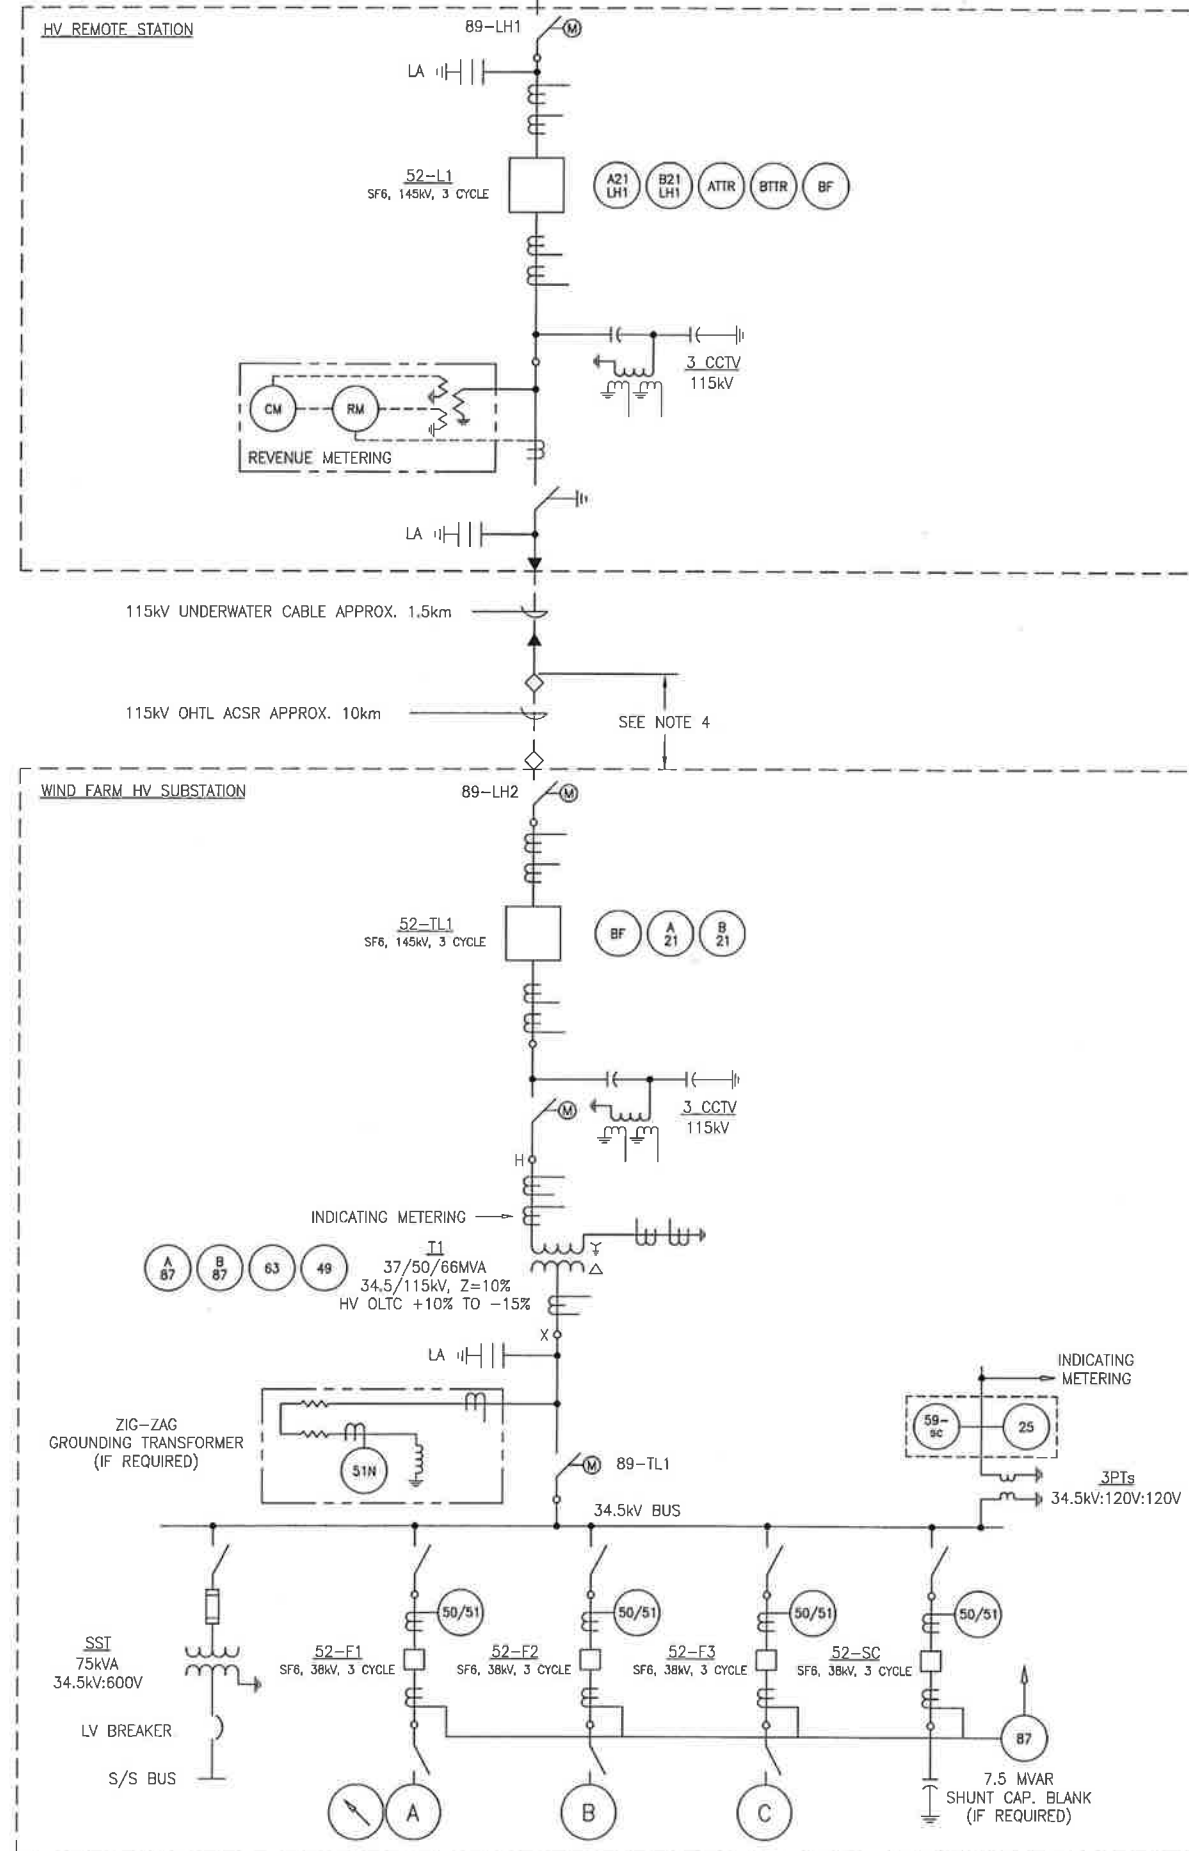 HV REMOTE STATION
89-LH1
M
LA
52-L1
SF6, 145kV, 3 CYCLE
A21
LH1
B21
LH1
ATTR
BTTR
BF
3 CCTV
115kV
CM
RM
REVENUE METERING
LA
115kV UNDERWATER CABLE APPROX. 1.5km
115kV OHTL ACSR APPROX. 10km
SEE NOTE 4
WIND FARM HV SUBSTATION
89-LH2
M
52-TL1
SF6, 145kV, 3 CYCLE
BF
A
21
B
21
M
3 CCTV
115kV
H
INDICATING METERING
A
87
B
87
63
49
T1
37/50/66MVA
34.5/115kV, Z=10%
HV OLTC +10% TO -15%
X
LA
ZIG-ZAG
GROUNDING TRANSFORMER
(IF REQUIRED)
51N
M
89-TL1
34.5kV BUS
INDICATING
METERING
59-
SC
25
3PTs
34.5kV:120V:120V
50/51
50/51
50/51
50/51
52-F1
SF6, 38kV, 3 CYCLE
52-F2
SF6, 38kV, 3 CYCLE
52-F3
SF6, 38kV, 3 CYCLE
52-SC
SF6, 38kV, 3 CYCLE
SST
75kVA
34.5kV:600V
LV BREAKER
S/S BUS
87
A
B
C
7.5 MVAR
SHUNT CAP. BLANK
(IF REQUIRED)